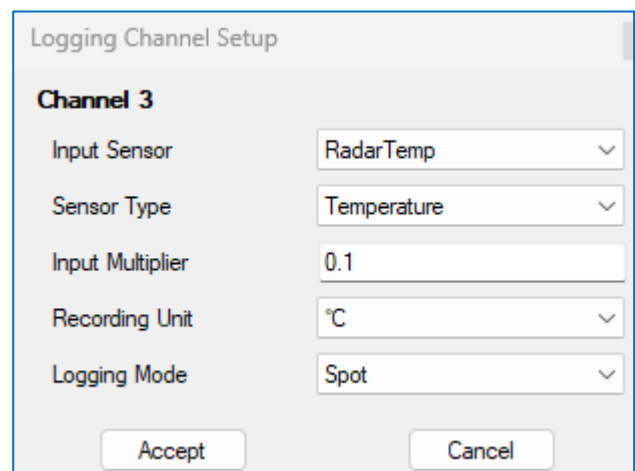 Logging Channel Setup
Channel 3
Input Sensor RadarTemp
Sensor Type Temperature
Input Multiplier 0.1
Recording Unit °C
Logging Mode Spot
Accept Cancel